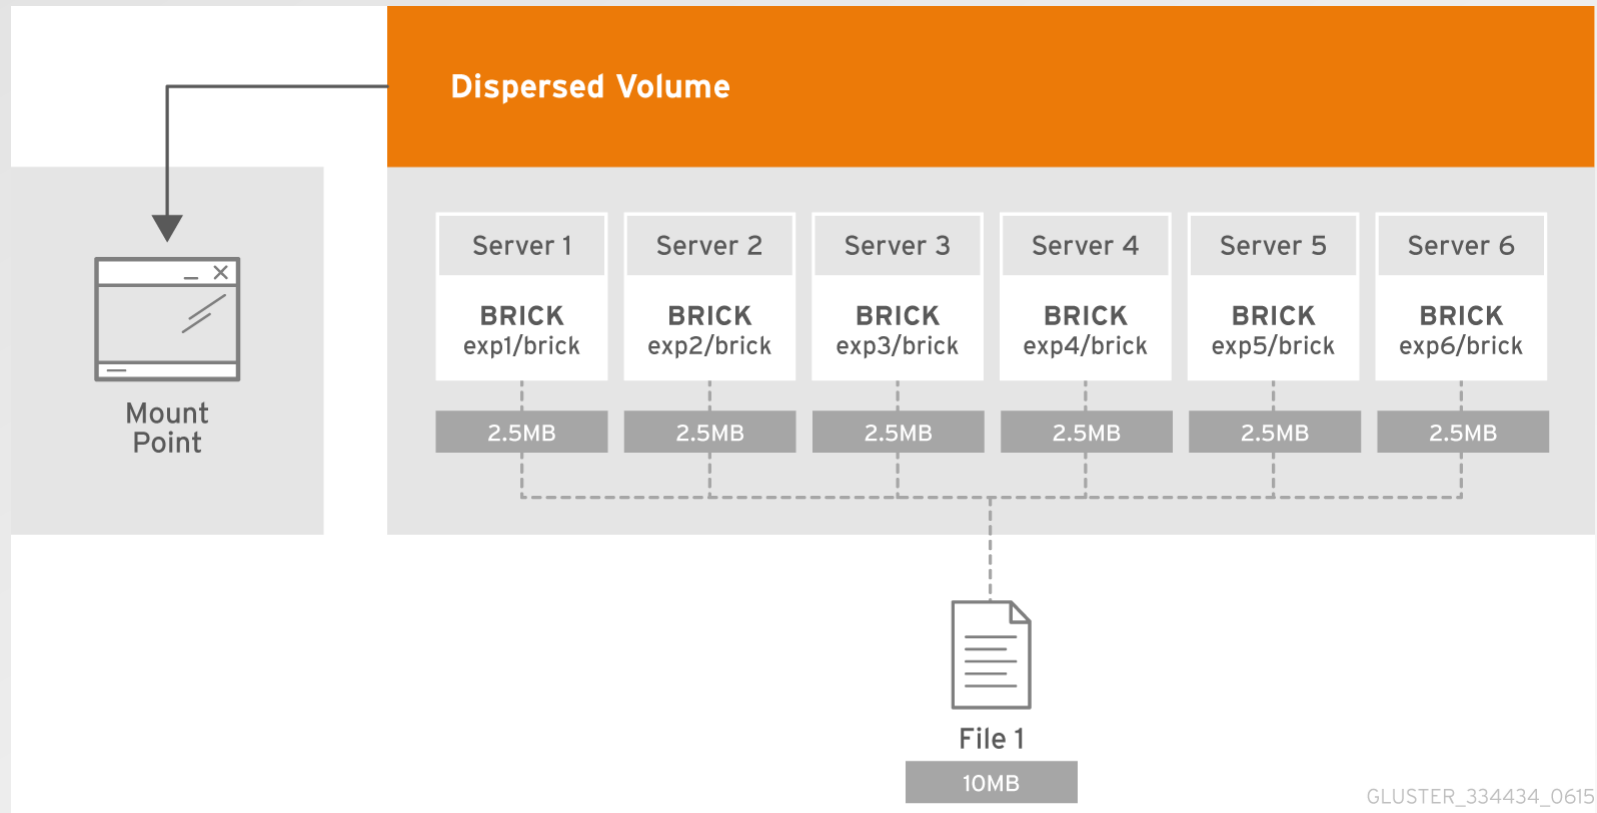 Dispersed Volume
Server 1
Server 2
Server 3
Server 4
Server 5
Server 6
BRICK
exp1/brick
BRICK
exp2/brick
BRICK
exp3/brick
BRICK
exp4/brick
BRICK
exp5/brick
BRICK
exp6/brick
Mount
Point
2.5MB
2.5MB
2.5MB
2.5MB
2.5MB
2.5MB
File 1
10MB
GLUSTER_334434_0615